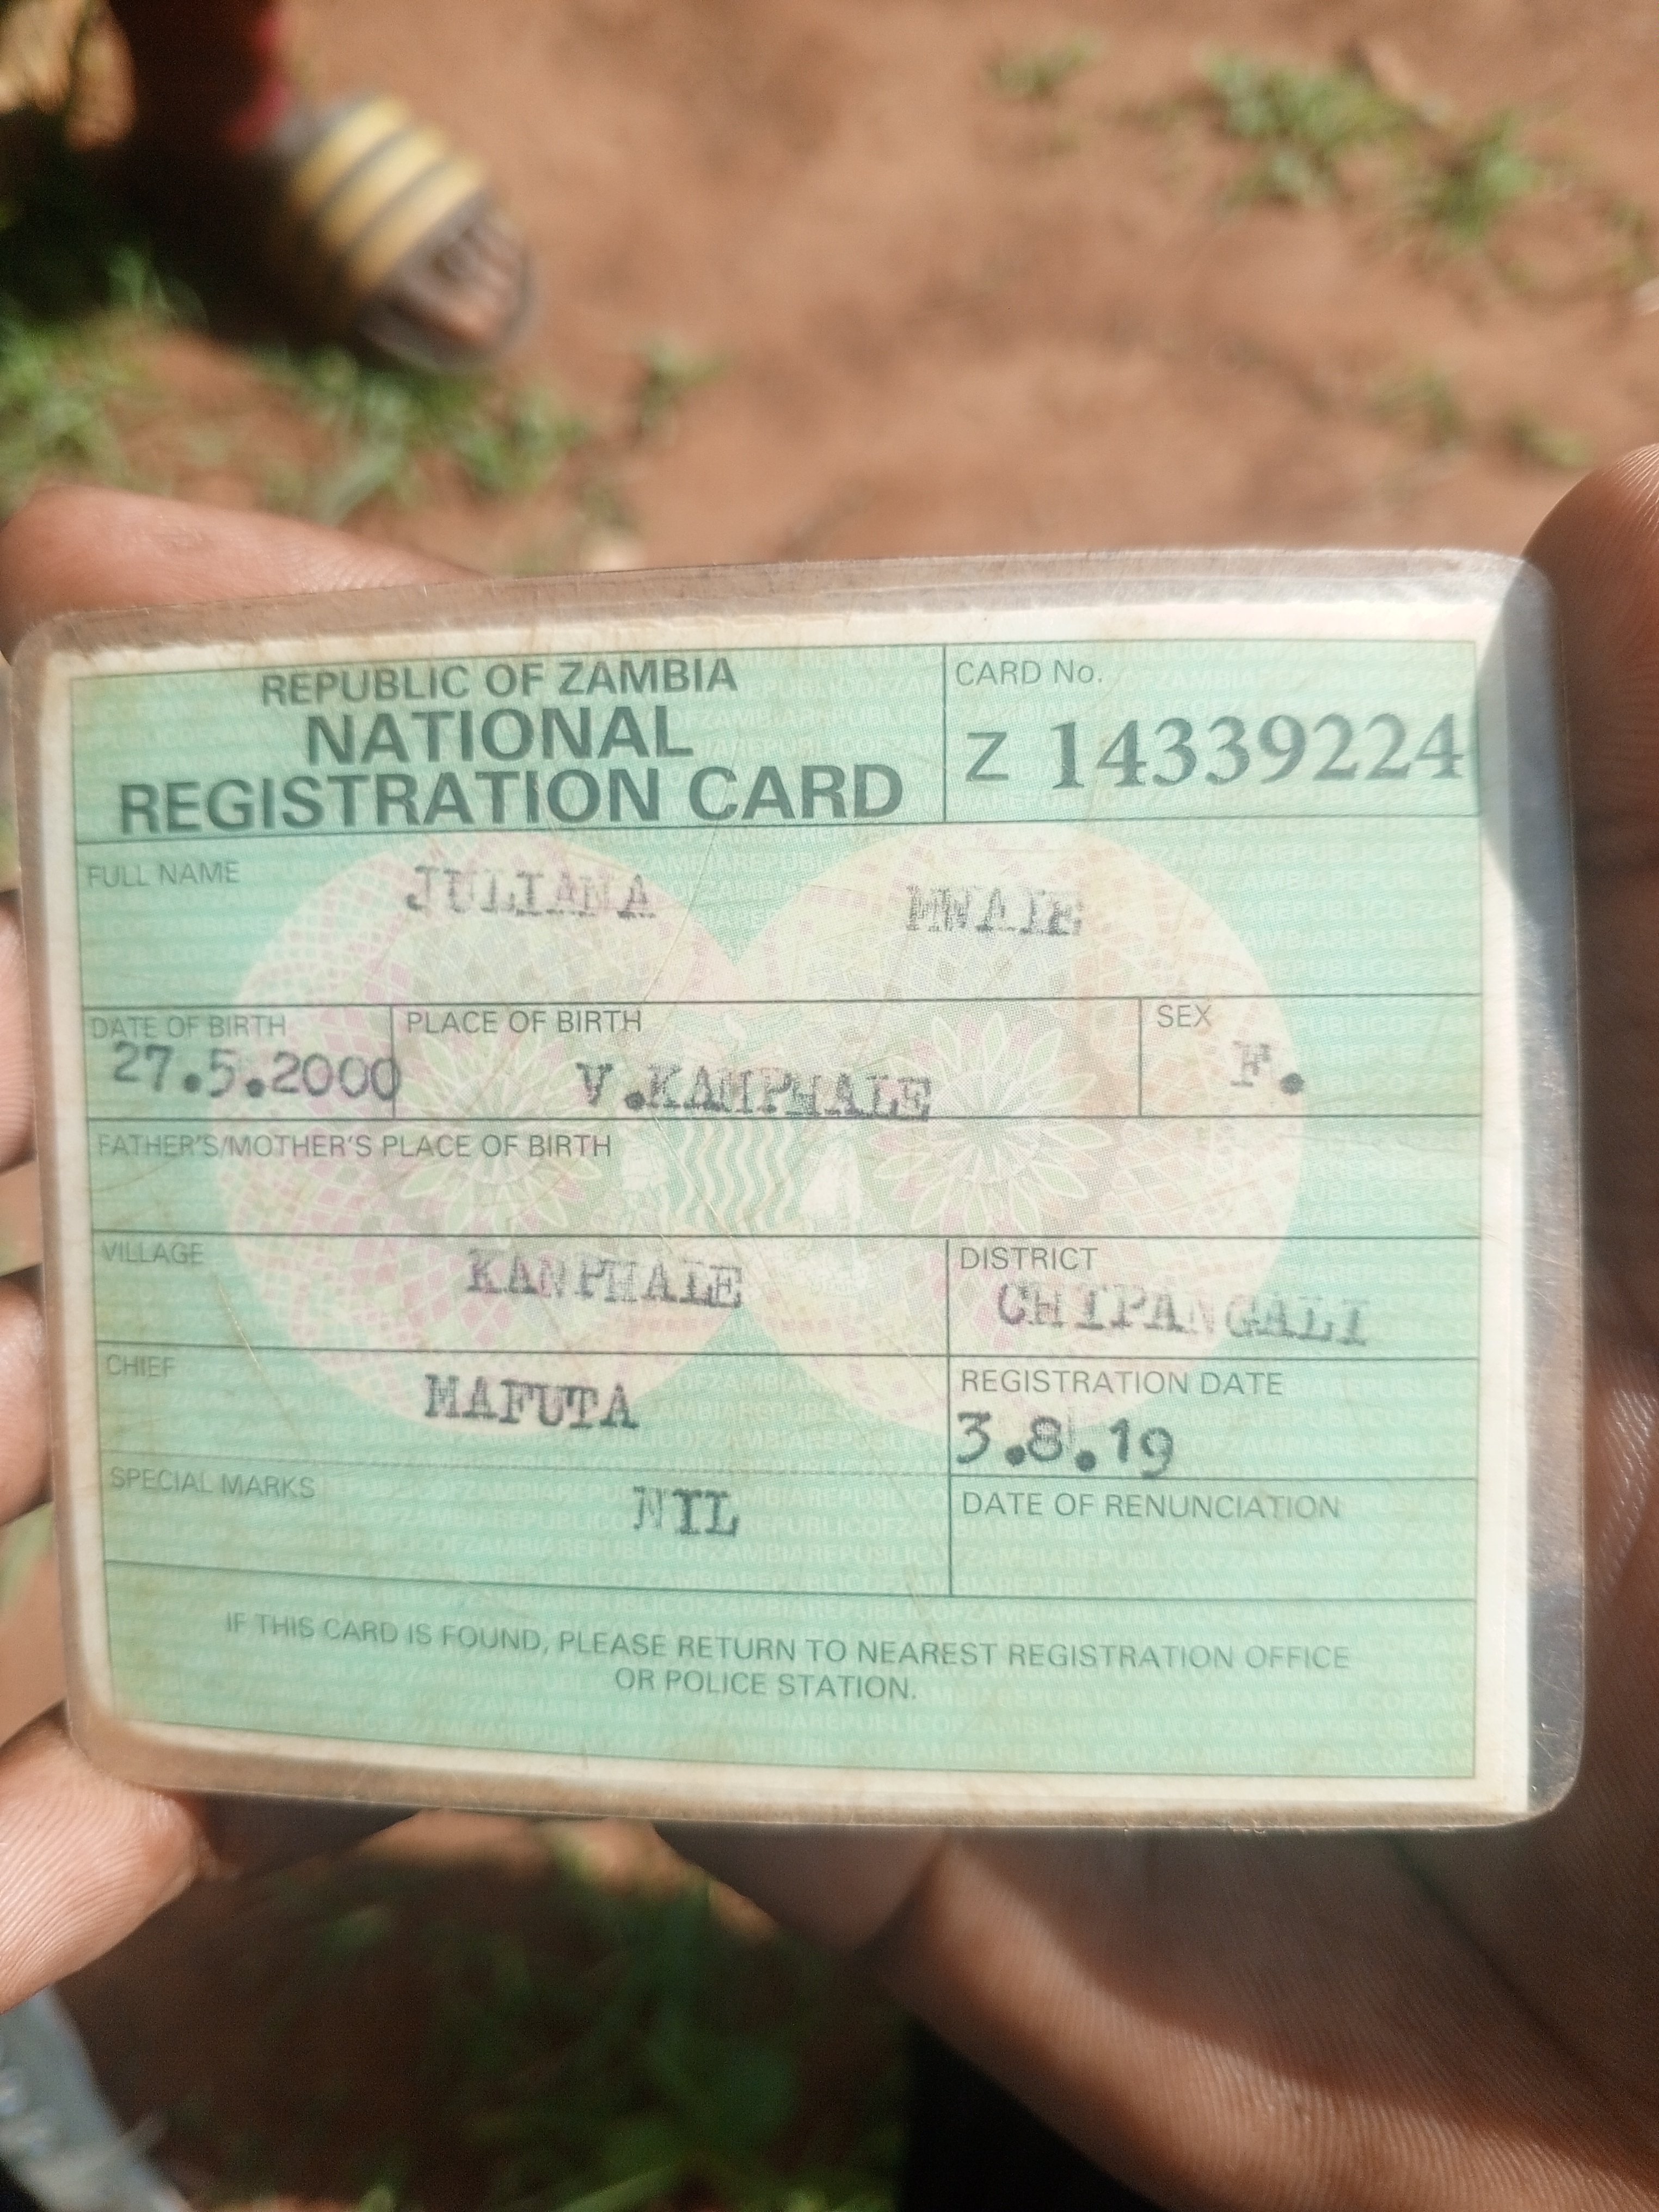 REPUBLIC OF ZAMBIA
NATIONAL
REGISTRATION CARD
CARD No.
Z 14339224
FULL NAME
JULIANA MWALE
DATE OF BIRTH
27.5.2000
PLACE OF BIRTH
V.KAMPHALE
SEX
F.
FATHER'S/MOTHER'S PLACE OF BIRTH
VILLAGE
KAMPHALE
DISTRICT
CHIPANGALI
CHIEF
MAFUTA
REGISTRATION DATE
3.8.19
SPECIAL MARKS
NIL
DATE OF RENUNCIATION
IF THIS CARD IS FOUND, PLEASE RETURN TO NEAREST REGISTRATION OFFICE
OR POLICE STATION.